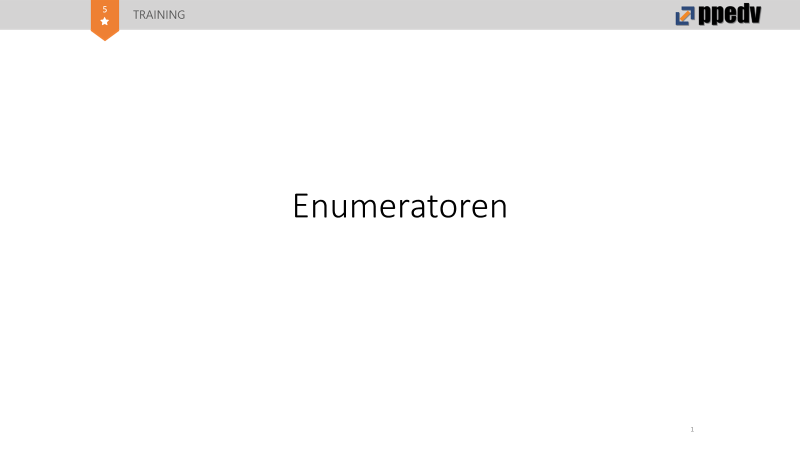 5
TRAINING
ppedv
Enumeratoren
1